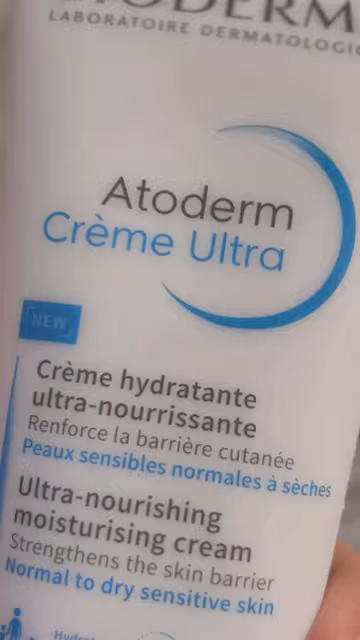 LABORATOIRE DERMATOLOGI
Atoderm
Crème Ultra
NEW
Crème hydratante
ultra-nourrissante
Renforce la barrière cutanée
Peaux sensibles normales à sèches
Ultra-nourishing
moisturising cream
Strengthens the skin barrier
Normal to dry sensitive skin